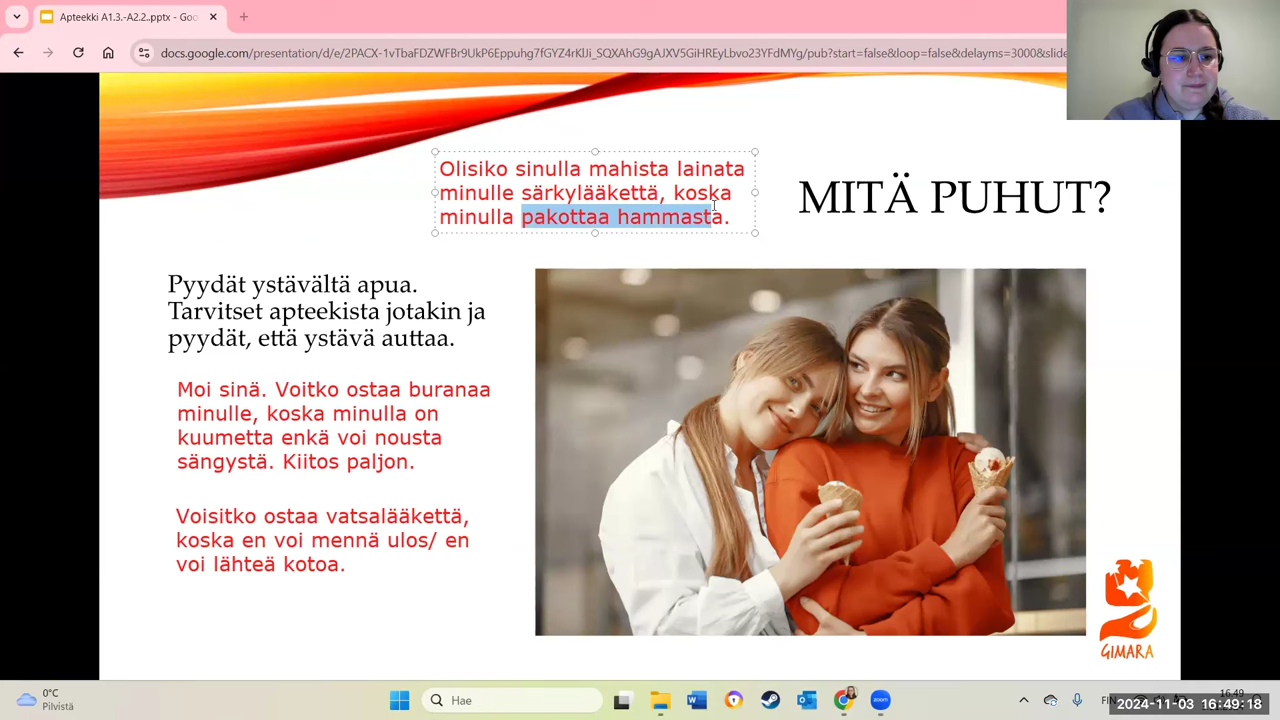 Apteekki A1.3.-A2.2.pptx - Goo
docs.google.com/presentation/d/e/2PACX-1vTbaFDZWFBr9UkP6Eppuhg7fGYZ4rKlJi_SQXAhG9gAJXV5GiHREyLbvo23YFdMYg/pub?start=false&loop=false&delayms=3000&slid
Olisiko sinulla mahista lainata
minulle särkylääkettä, koska
minulla pakottaa hammasta.
MITÄ PUHUT?
Pyydät ystävältä apua.
Tarvitset apteekista jotakin ja
pyydät, että ystävä auttaa.
Moi sinä. Voitko ostaa buranaa
minulle, koska minulla on
kuumetta enkä voi nousta
sängystä. Kiitos paljon.
Voisitko ostaa vatsalääkettä,
koska en voi mennä ulos/ en
voi lähteä kotoa.
GIMARA
0°C
Pilvistä
Hae
FIN
16.49
2024-11-03 16:49:18